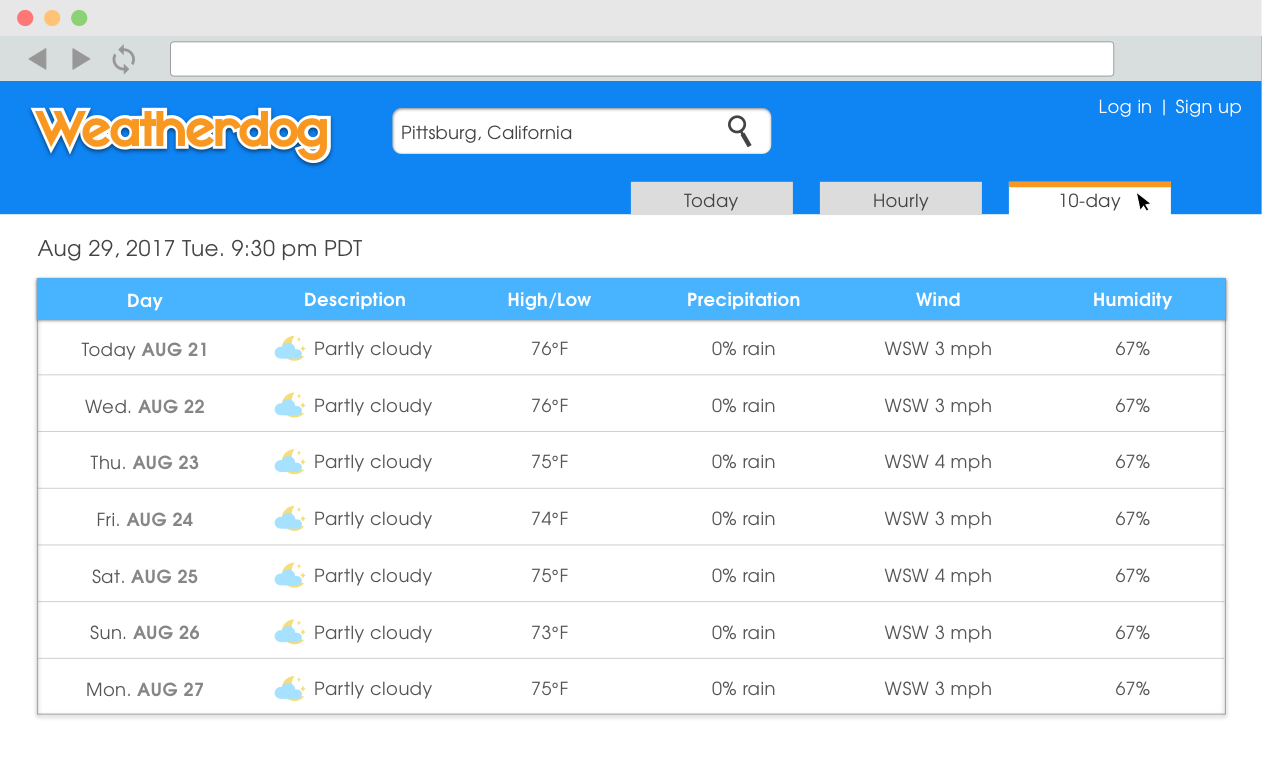 Weatherdog
Pittsburg, California
Log in | Sign up
Today Hourly 10-day
Aug 29, 2017 Tue. 9:30 pm PDT
Day Description High/Low Precipitation Wind Humidity
Today AUG 21 Partly cloudy 76°F 0% rain WSW 3 mph 67%
Wed. AUG 22 Partly cloudy 76°F 0% rain WSW 3 mph 67%
Thu. AUG 23 Partly cloudy 75°F 0% rain WSW 4 mph 67%
Fri. AUG 24 Partly cloudy 74°F 0% rain WSW 3 mph 67%
Sat. AUG 25 Partly cloudy 75°F 0% rain WSW 4 mph 67%
Sun. AUG 26 Partly cloudy 73°F 0% rain WSW 3 mph 67%
Mon. AUG 27 Partly cloudy 75°F 0% rain WSW 3 mph 67%